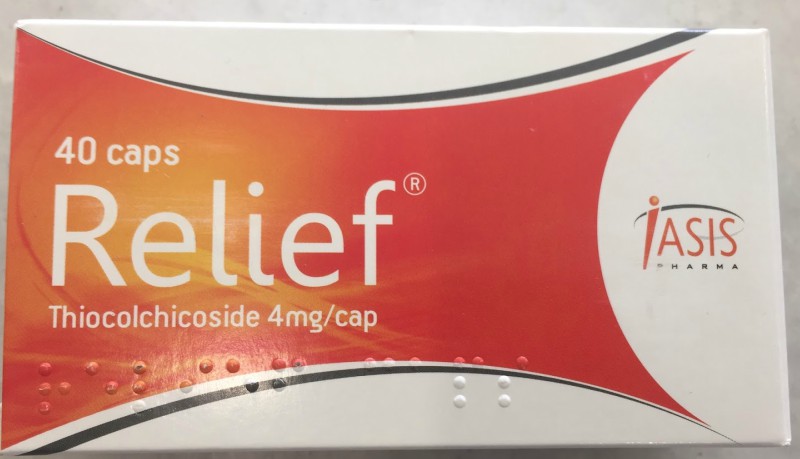 40 caps
Relief®
Thiocolchicoside 4mg/cap
iASIS
PHARMA